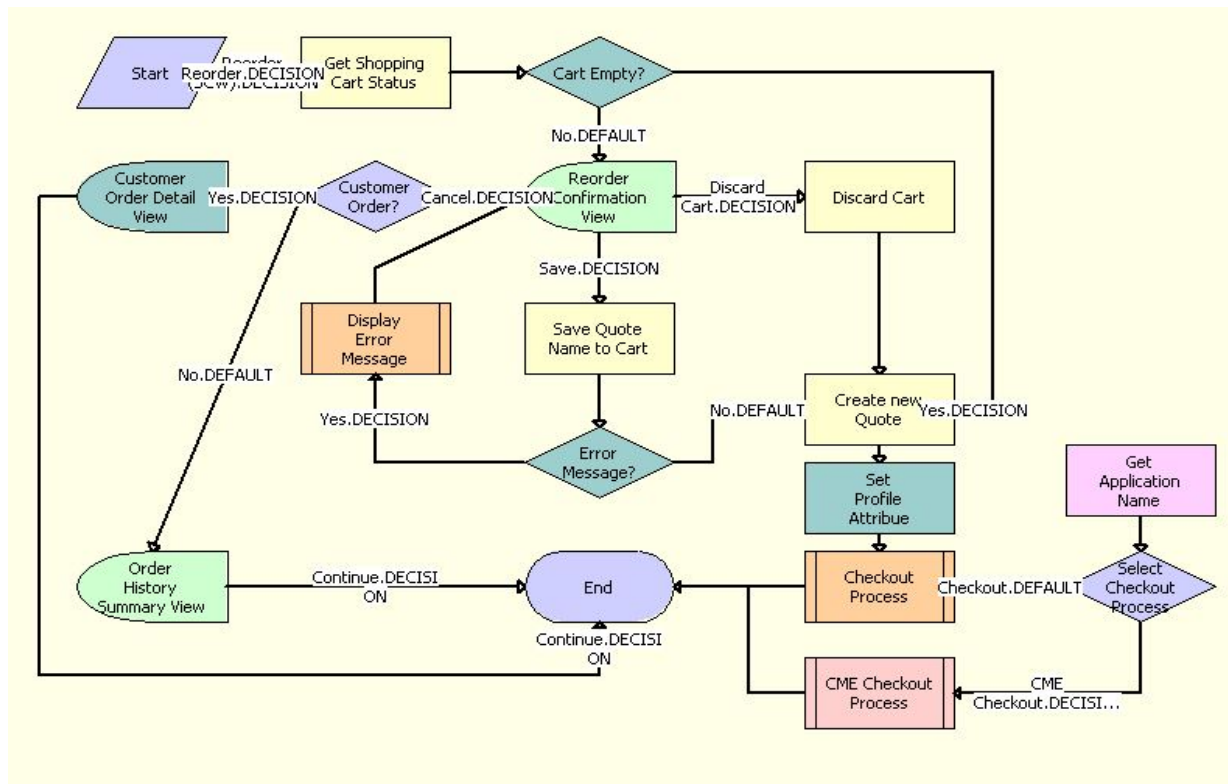 Start
Reorder
(SCW).DECISION
Reorder.DECISION
Get Shopping
Cart Status
Cart Empty?
No.DEFAULT
Customer
Order Detail
View
Yes.DECISION
Customer
Order?
Cancel.DECISION
Reorder
Confirmation
View
Discard
Cart.DECISION
Discard Cart
Save.DECISION
Display
Error
Message
Save Quote
Name to Cart
No.DEFAULT
Yes.DECISION
No.DEFAULT
Create new
Quote
Yes.DECISION
Error
Message?
Set
Profile
Attribue
Get
Application
Name
Order
History
Summary View
Continue.DECISI
ON
End
Checkout
Process
Checkout.DEFAULT
Select
Checkout
Process
Continue.DECISI
ON
CME Checkout
Process
CME
Checkout.DECISI...